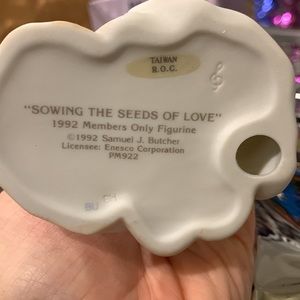 TAIWAN
R.O.C.
"SOWING THE SEEDS OF LOVE"
1992 Members Only Figurine
©1992 Samuel J. Butcher
Licensee: Enesco Corporation
PM922